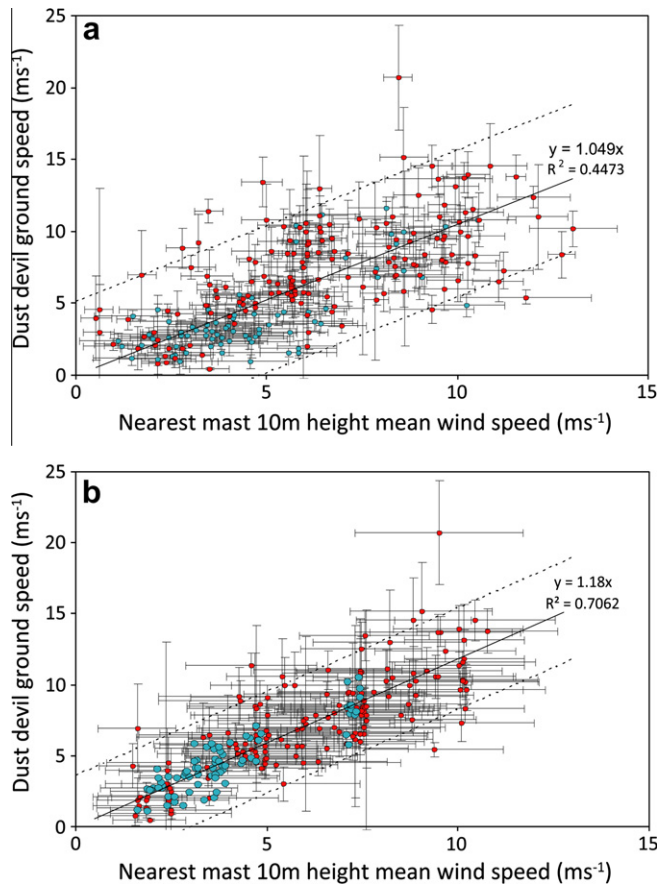 a
25
20
15
10
5
0
Dust devil ground speed (ms⁻¹)
y = 1.049x
R² = 0.4473
0 5 10 15
Nearest mast 10m height mean wind speed (ms⁻¹)
b
25
20
15
10
5
0
Dust devil ground speed (ms⁻¹)
y = 1.18x
R² = 0.7062
0 5 10 15
Nearest mast 10m height mean wind speed (ms⁻¹)